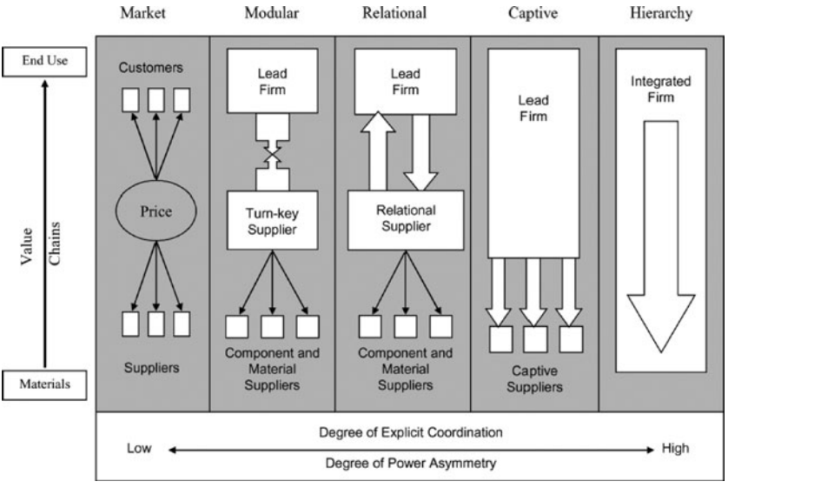 Market Modular Relational Captive Hierarchy
End Use
Value
Chains
Materials
Customers
Price
Suppliers
Lead
Firm
Turn-key
Supplier
Component and
Material
Suppliers
Lead
Firm
Relational
Supplier
Component and
Material
Suppliers
Lead
Firm
Captive
Suppliers
Integrated
Firm
Degree of Explicit Coordination
Low High
Degree of Power Asymmetry